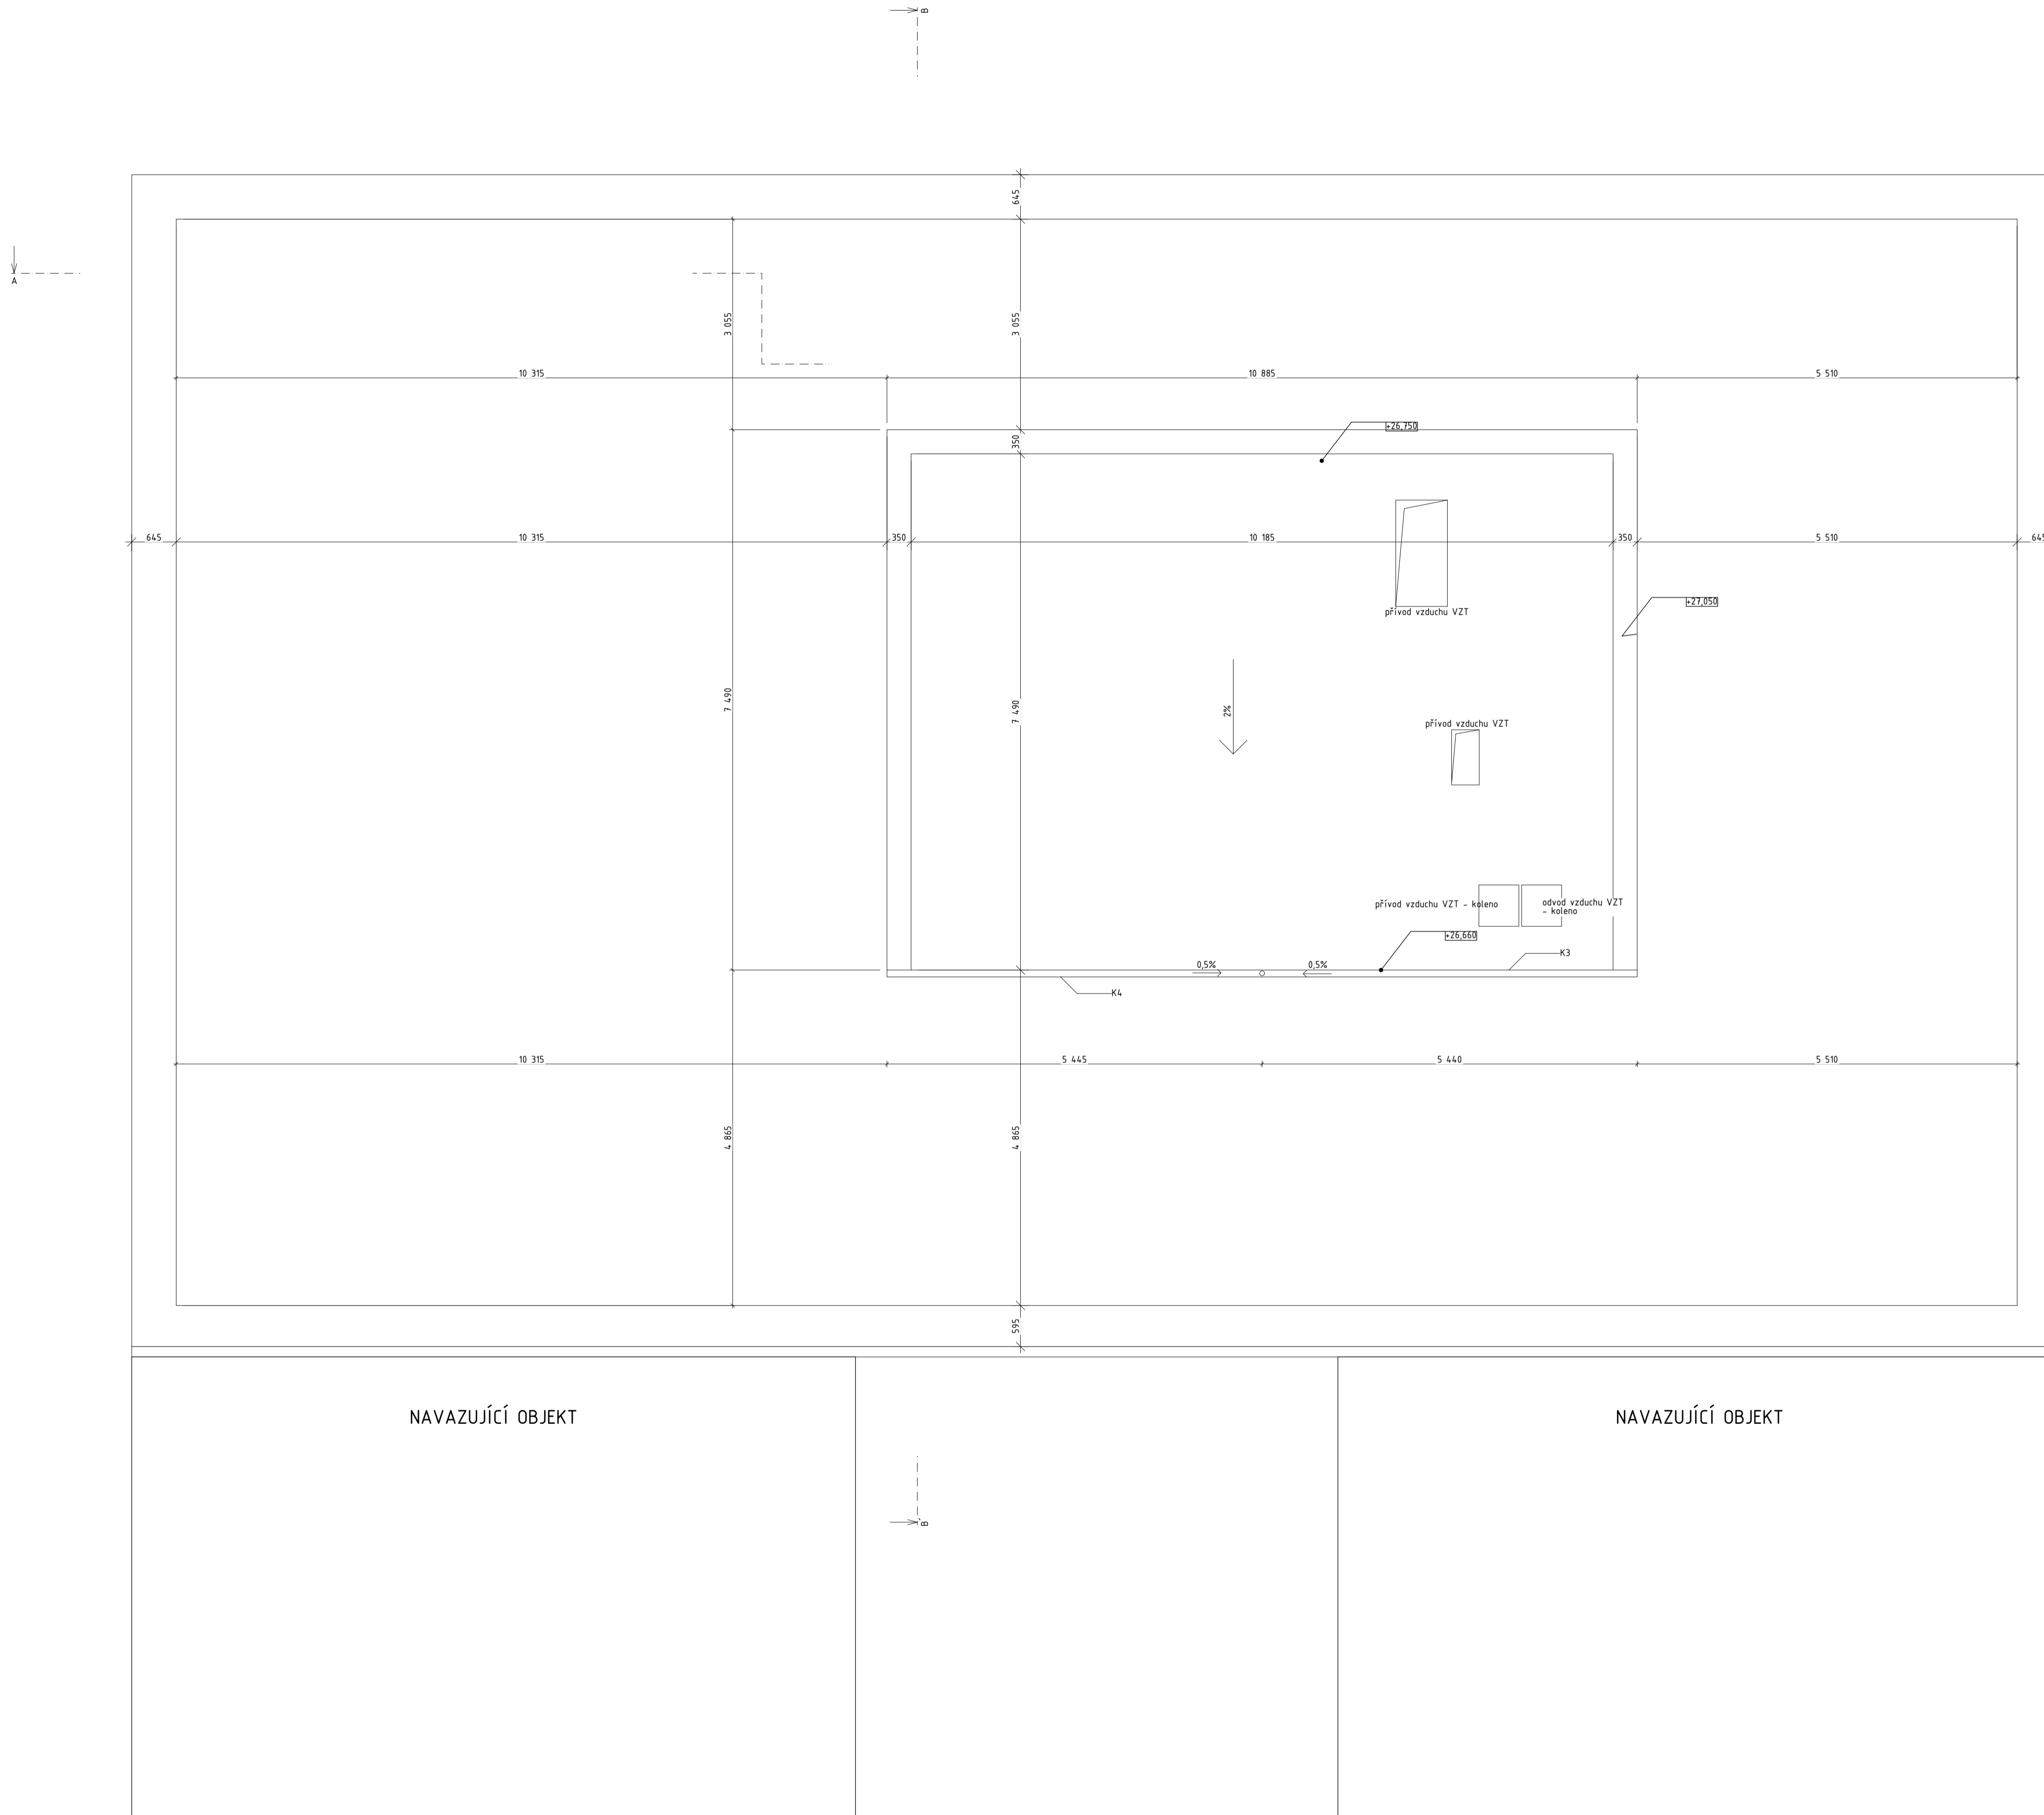 B
645
A
3 055
3 055
10 315
10 885
5 510
+26,750
350
645
10 315
350
10 185
350
5 510
645
+27,050
přívod vzduchu VZT
7 490
7 490
2%
přívod vzduchu VZT
přívod vzduchu VZT - koleno
odvod vzduchu VZT
- koleno
+26,660
K3
0,5%
0,5%
K4
10 315
5 445
5 440
5 510
4 865
4 865
595
NAVAZUJÍCÍ OBJEKT
NAVAZUJÍCÍ OBJEKT
B'